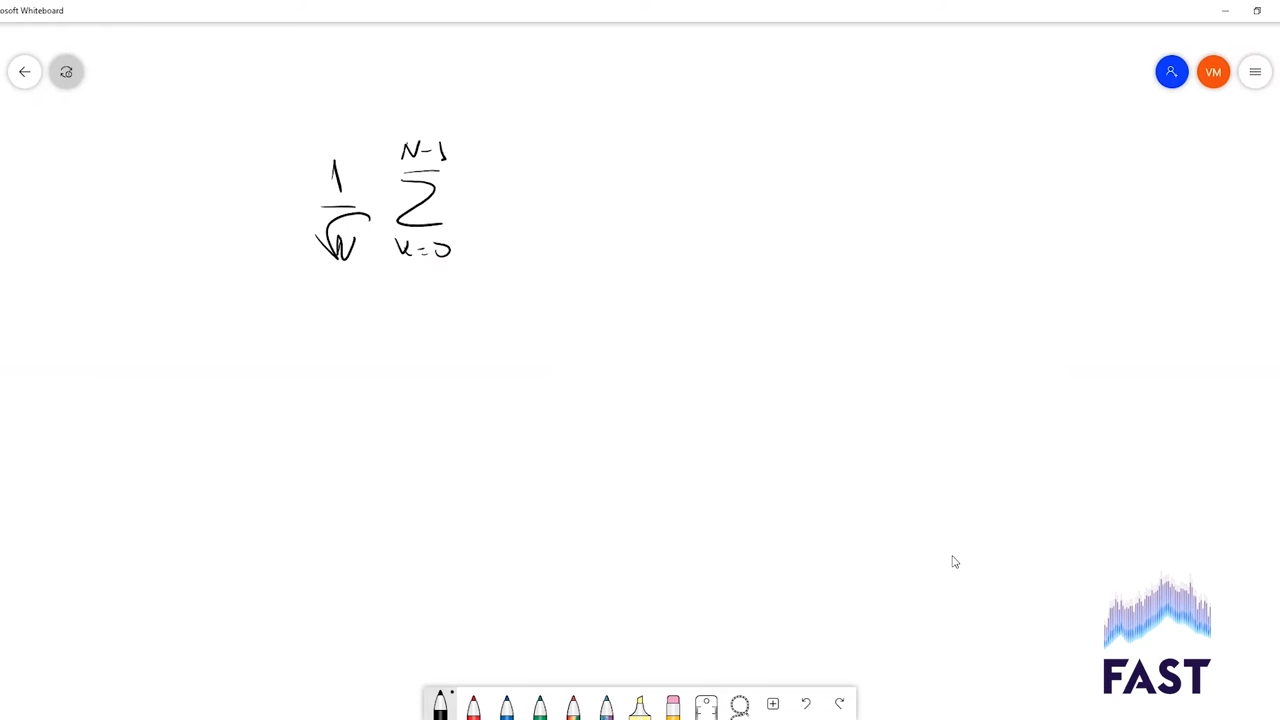 osoft Whiteboard
VM
N-1
1/√N ∑
k=0
FAST